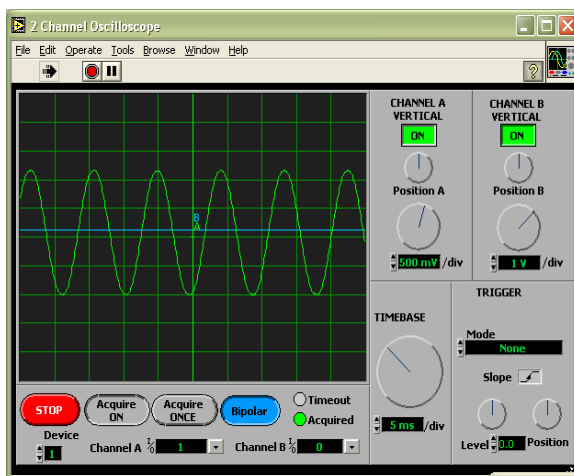 2 Channel Oscilloscope
File Edit Operate Tools Browse Window Help
?
CHANNEL A
VERTICAL
ON
Position A
500 mV /div
CHANNEL B
VERTICAL
ON
Position B
1 V /div
B
A
TIMEBASE
5 ms /div
TRIGGER
Mode
None
Slope
Level 0.0 Position
STOP
Acquire
ON
Acquire
ONCE
Bipolar
Timeout
Acquired
Device
1
Channel A I/% 1
Channel B I/% 0